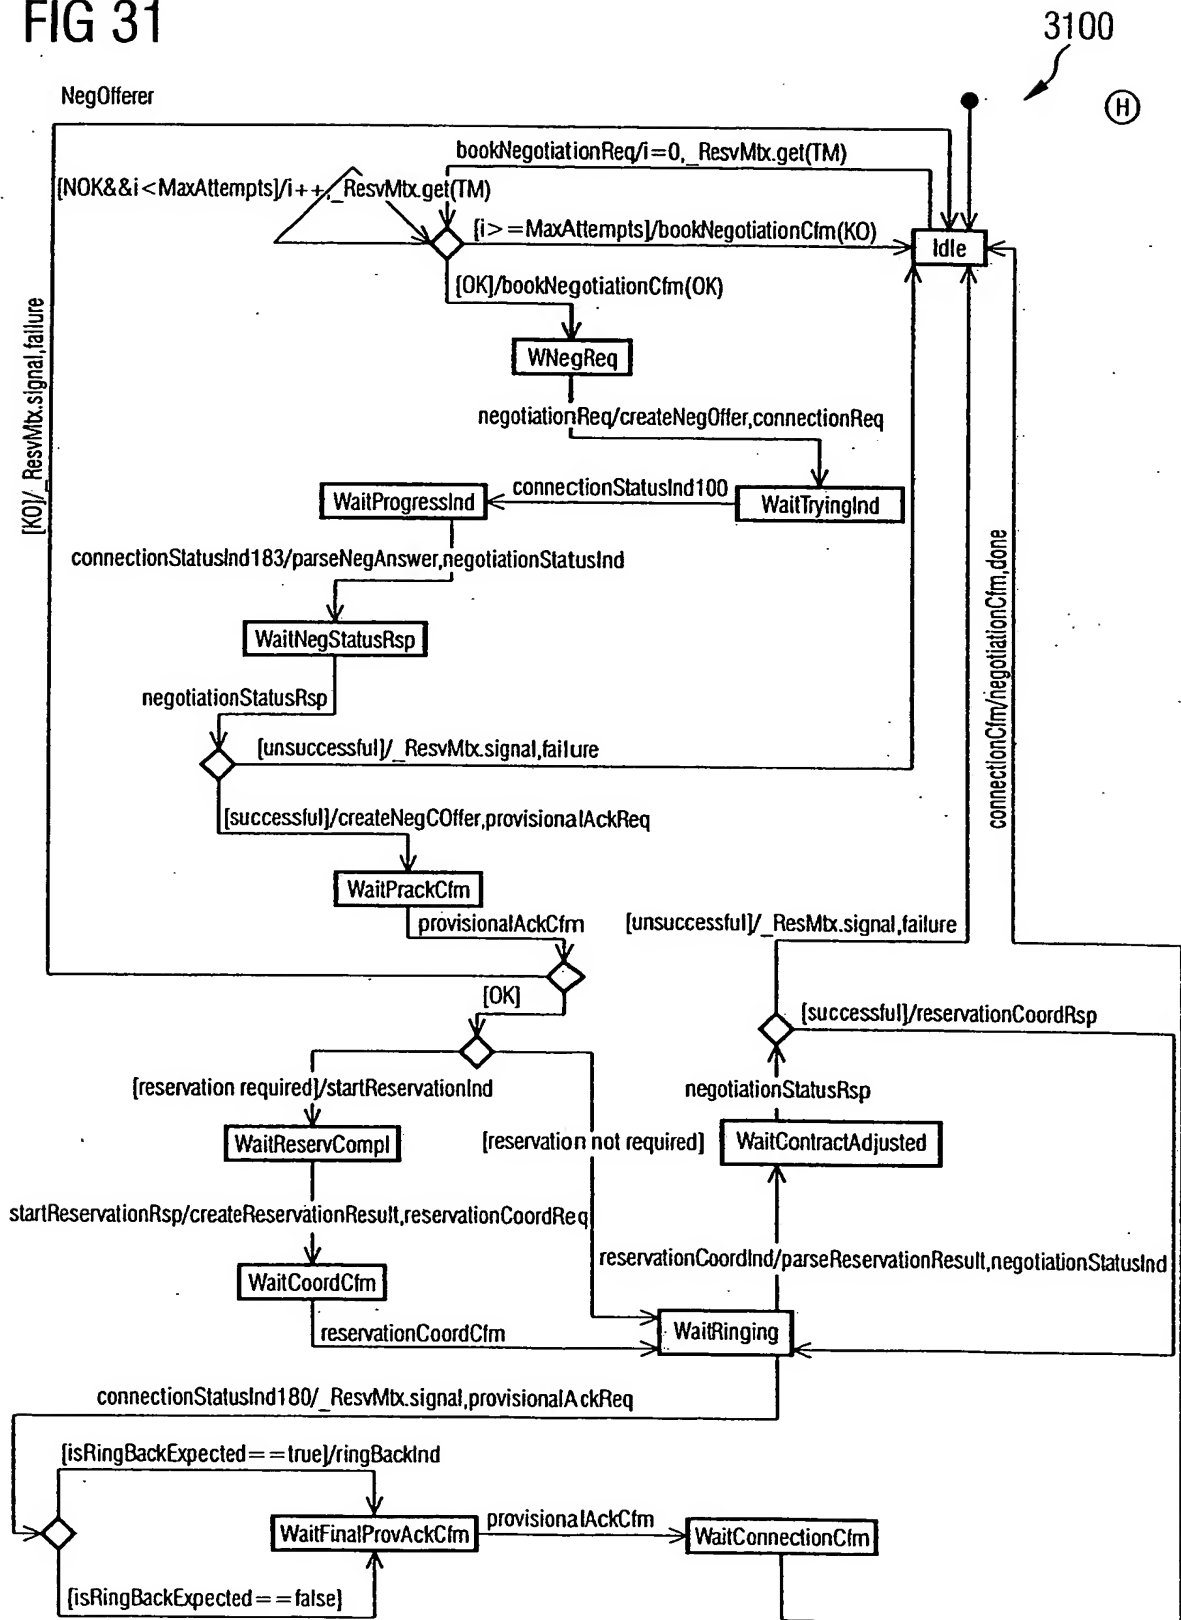 FIG 31
3100
NegOfferer
H
bookNegotiationReq/i=0,_ResvMtx.get(TM)
[NOK&&i<MaxAttempts]/i++,_ResvMtx.get(TM)
[i>=MaxAttempts]/bookNegotiationCfm(KO)
Idle
[OK]/bookNegotiationCfm(OK)
[KO]/_ResvMtx.signal,failure
WNegReq
negotiationReq/createNegOffer,connectionReq
WaitProgressInd
connectionStatusInd100
WaitTryingInd
connectionStatusInd183/parseNegAnswer,negotiationStatusInd
connectionCfm/negotiationCfm,done
WaitNegStatusRsp
negotiationStatusRsp
[unsuccessful]/_ResvMtx.signal,failure
[successful]/createNegCOffer,provisionalAckReq
WaitPrackCfm
provisionalAckCfm
[unsuccessful]/_ResMtx.signal,failure
[OK]
[successful]/reservationCoordRsp
[reservation required]/startReservationInd
negotiationStatusRsp
WaitReservCompl
[reservation not required]
WaitContractAdjusted
startReservationRsp/createReservationResult,reservationCoordReq
reservationCoordInd/parseReservationResult,negotiationStatusInd
WaitCoordCfm
reservationCoordCfm
WaitRinging
connectionStatusInd180/_ResvMtx.signal,provisionalAckReq
[isRingBackExpected==true]/ringBackInd
WaitFinalProvAckCfm
provisionalAckCfm
WaitConnectionCfm
[isRingBackExpected==false]